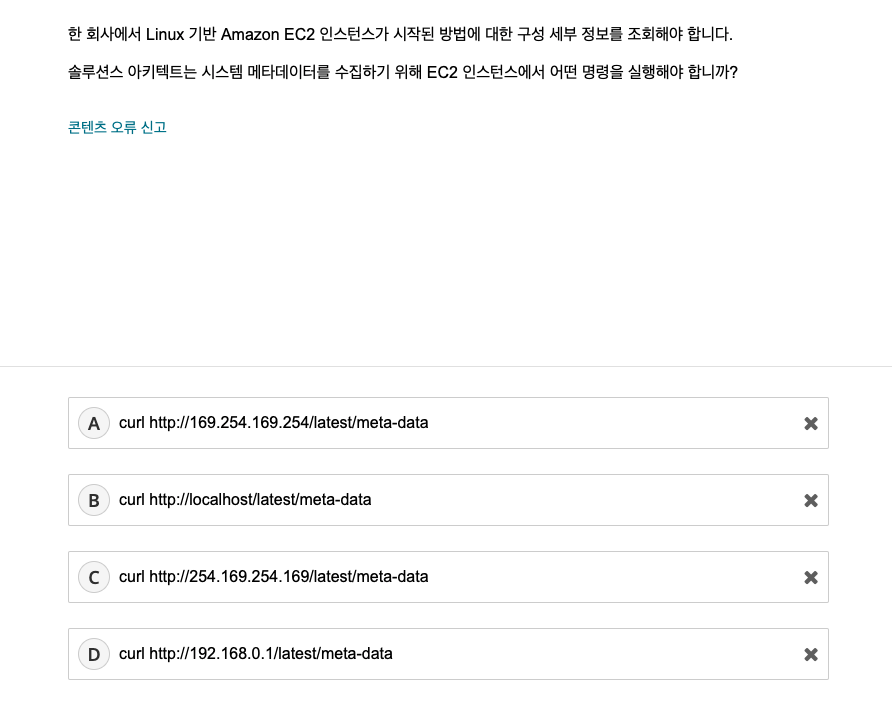 한 회사에서 Linux 기반 Amazon EC2 인스턴스가 시작된 방법에 대한 구성 세부 정보를 조회해야 합니다.
솔루션스 아키텍트는 시스템 메타데이터를 수집하기 위해 EC2 인스턴스에서 어떤 명령을 실행해야 합니까?
콘텐츠 오류 신고
A curl http://169.254.169.254/latest/meta-data
B curl http://localhost/latest/meta-data
C curl http://254.169.254.169/latest/meta-data
D curl http://192.168.0.1/latest/meta-data